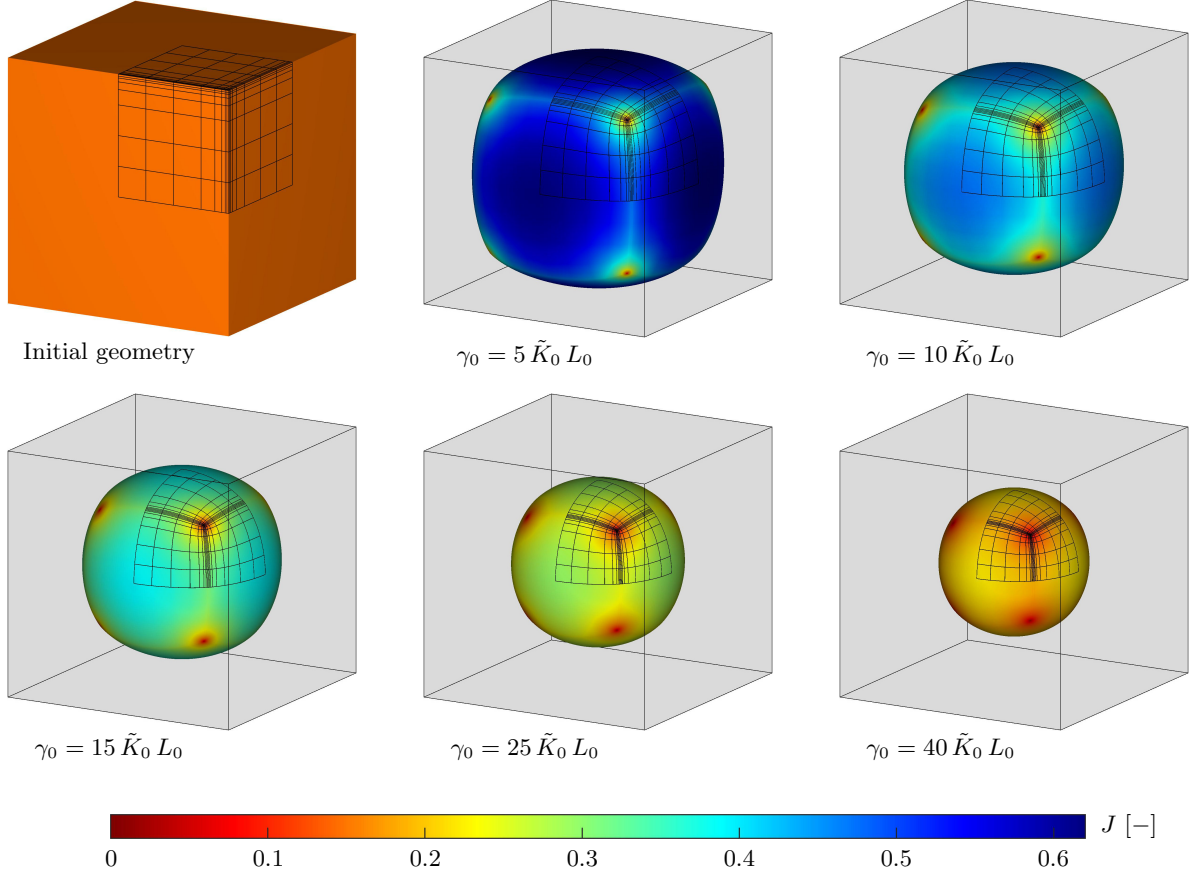 Initial geometry
γ₀ = 5 K̃₀ L₀
γ₀ = 10 K̃₀ L₀
γ₀ = 15 K̃₀ L₀
γ₀ = 25 K̃₀ L₀
γ₀ = 40 K̃₀ L₀
J [−]
0 0.1 0.2 0.3 0.4 0.5 0.6